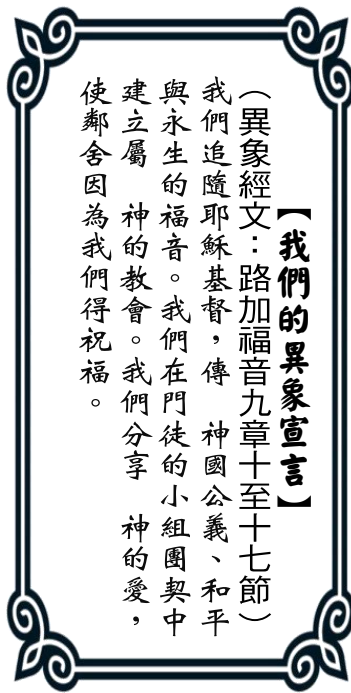 【我們的異象宣言】
（異象經文：路加福音九章十至十七節）
我們追隨耶穌基督，傳　神國公義、和平
與永生的福音。我們在門徒的小組團契中
建立屬　神的教會。我們分享　神的愛，
使鄰舍因為我們得祝福。